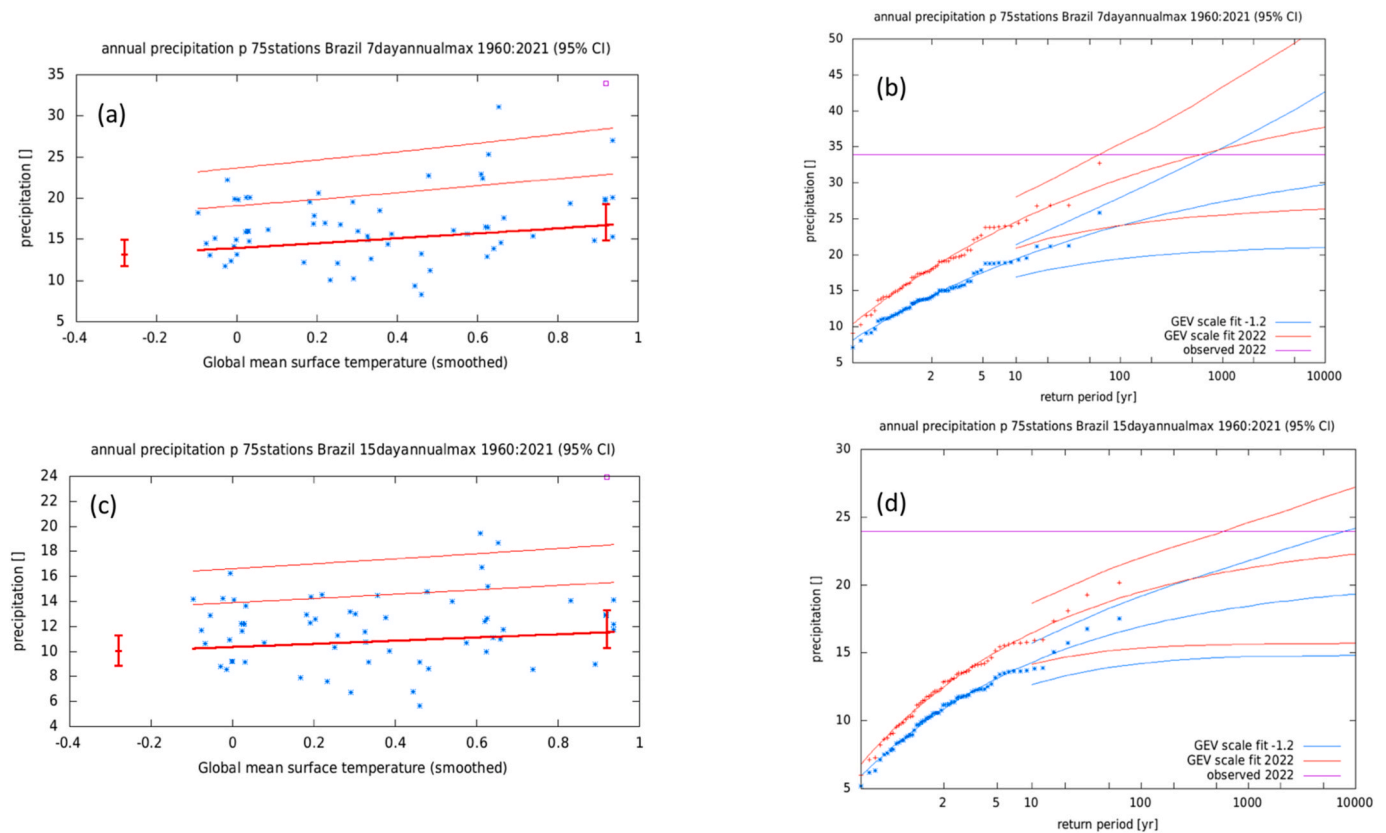 annual precipitation p 75stations Brazil 7dayannualmax 1960:2021 (95% CI)
35
30
25
20
15
10
5
precipitation []
(a)
-0.4 -0.2 0 0.2 0.4 0.6 0.8 1
Global mean surface temperature (smoothed)
annual precipitation p 75stations Brazil 7dayannualmax 1960:2021 (95% CI)
50
45
40
35
30
25
20
15
10
5
precipitation []
(b)
GEV scale fit -1.2
GEV scale fit 2022
observed 2022
2 5 10 100 1000 10000
return period [yr]
annual precipitation p 75stations Brazil 15dayannualmax 1960:2021 (95% CI)
24
22
20
18
16
14
12
10
8
6
4
precipitation []
(c)
-0.4 -0.2 0 0.2 0.4 0.6 0.8 1
Global mean surface temperature (smoothed)
annual precipitation p 75stations Brazil 15dayannualmax 1960:2021 (95% CI)
30
25
20
15
10
5
precipitation []
(d)
GEV scale fit -1.2
GEV scale fit 2022
observed 2022
2 5 10 100 1000 10000
return period [yr]